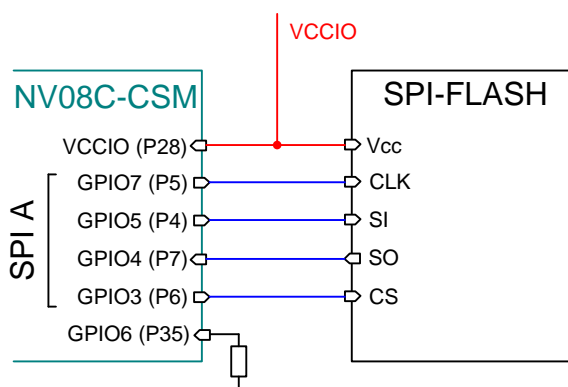 VCCIO
NV08C-CSM
SPI-FLASH
VCCIO (P28)
Vcc
GPIO7 (P5)
CLK
SPI A
GPIO5 (P4)
SI
GPIO4 (P7)
SO
GPIO3 (P6)
CS
GPIO6 (P35)